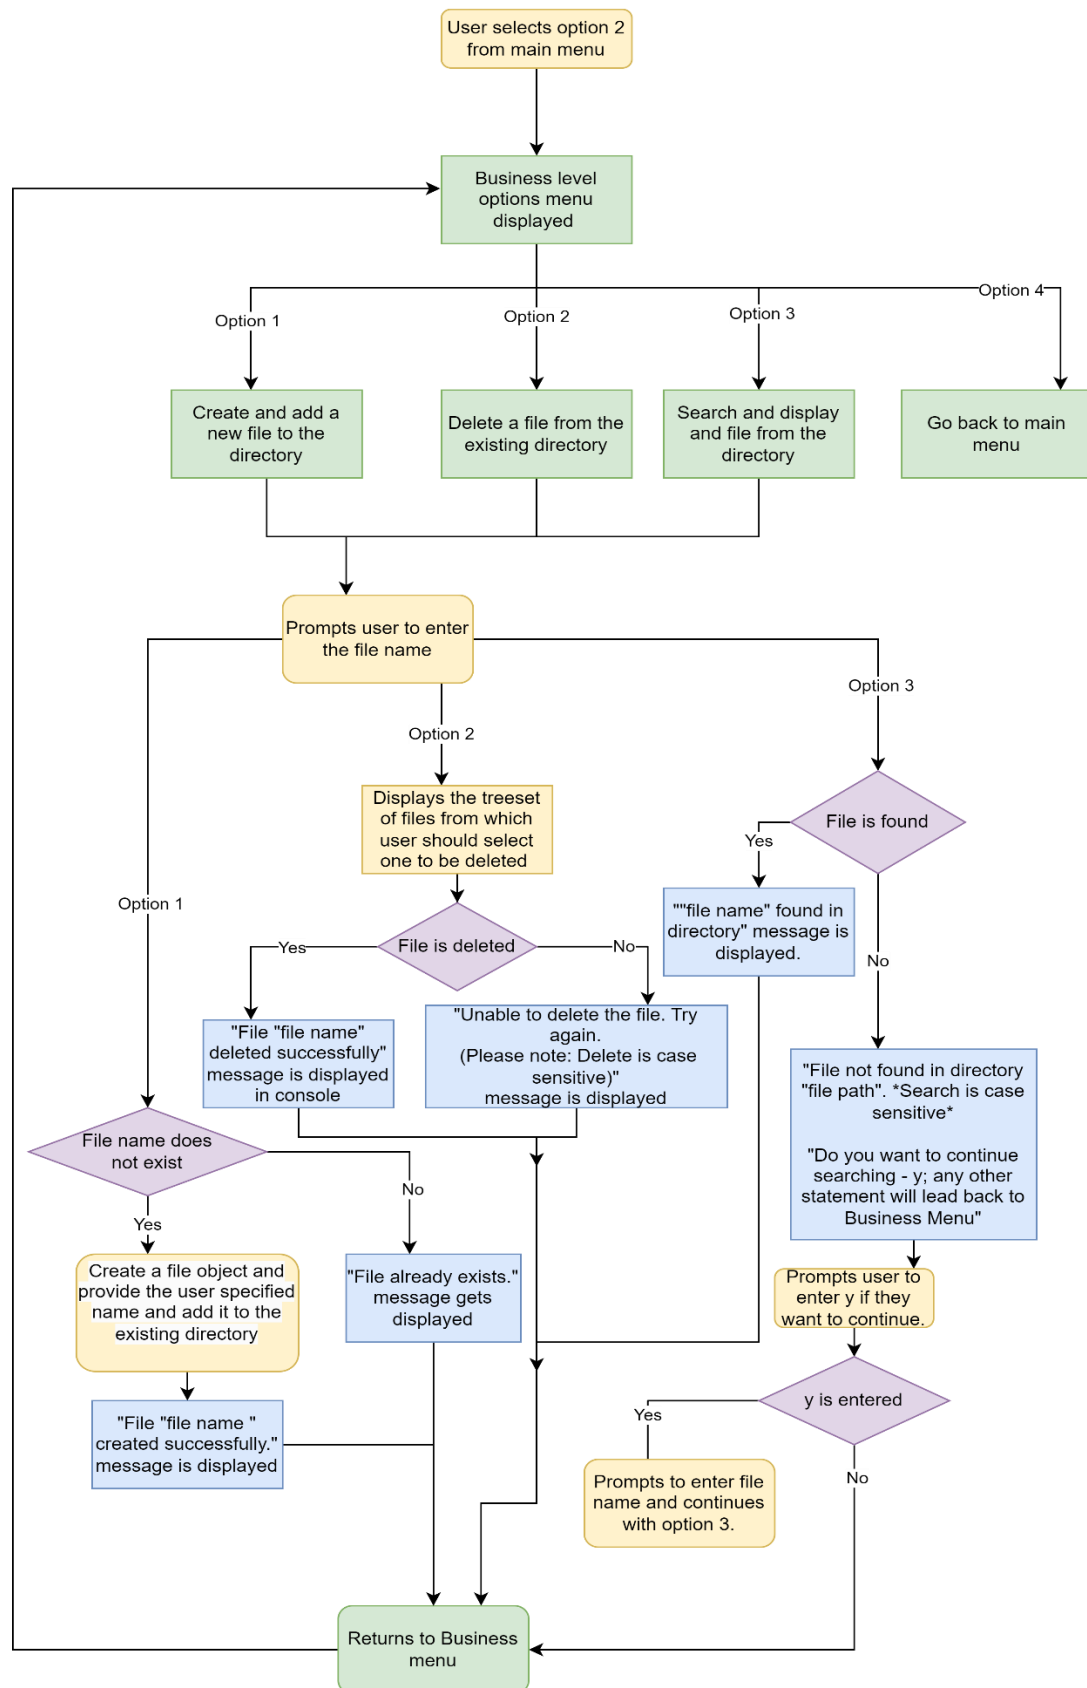 User selects option 2
from main menu
Business level
options menu
displayed
Option 1
Option 2
Option 3
Option 4
Create and add a
new file to the
directory
Delete a file from the
existing directory
Search and display
and file from the
directory
Go back to main
menu
Prompts user to enter
the file name
Option 3
Option 2
Option 1
Displays the treeset
of files from which
user should select
one to be deleted
File is found
Yes
No
""file name" found in
directory" message is
displayed.
File is deleted
Yes
No
"File "file name"
deleted successfully"
message is displayed
in console
"Unable to delete the file. Try
again.
(Please note: Delete is case
sensitive)"
message is displayed
"File not found in directory
"file path". *Search is case
sensitive*
"Do you want to continue
searching - y; any other
statement will lead back to
Business Menu"
File name does
not exist
No
Yes
Create a file object and
provide the user specified
name and add it to the
existing directory
"File already exists."
message gets
displayed
Prompts user to
enter y if they
want to continue.
y is entered
Yes
No
"File "file name "
created successfully."
message is displayed
Prompts to enter file
name and continues
with option 3.
Returns to Business
menu